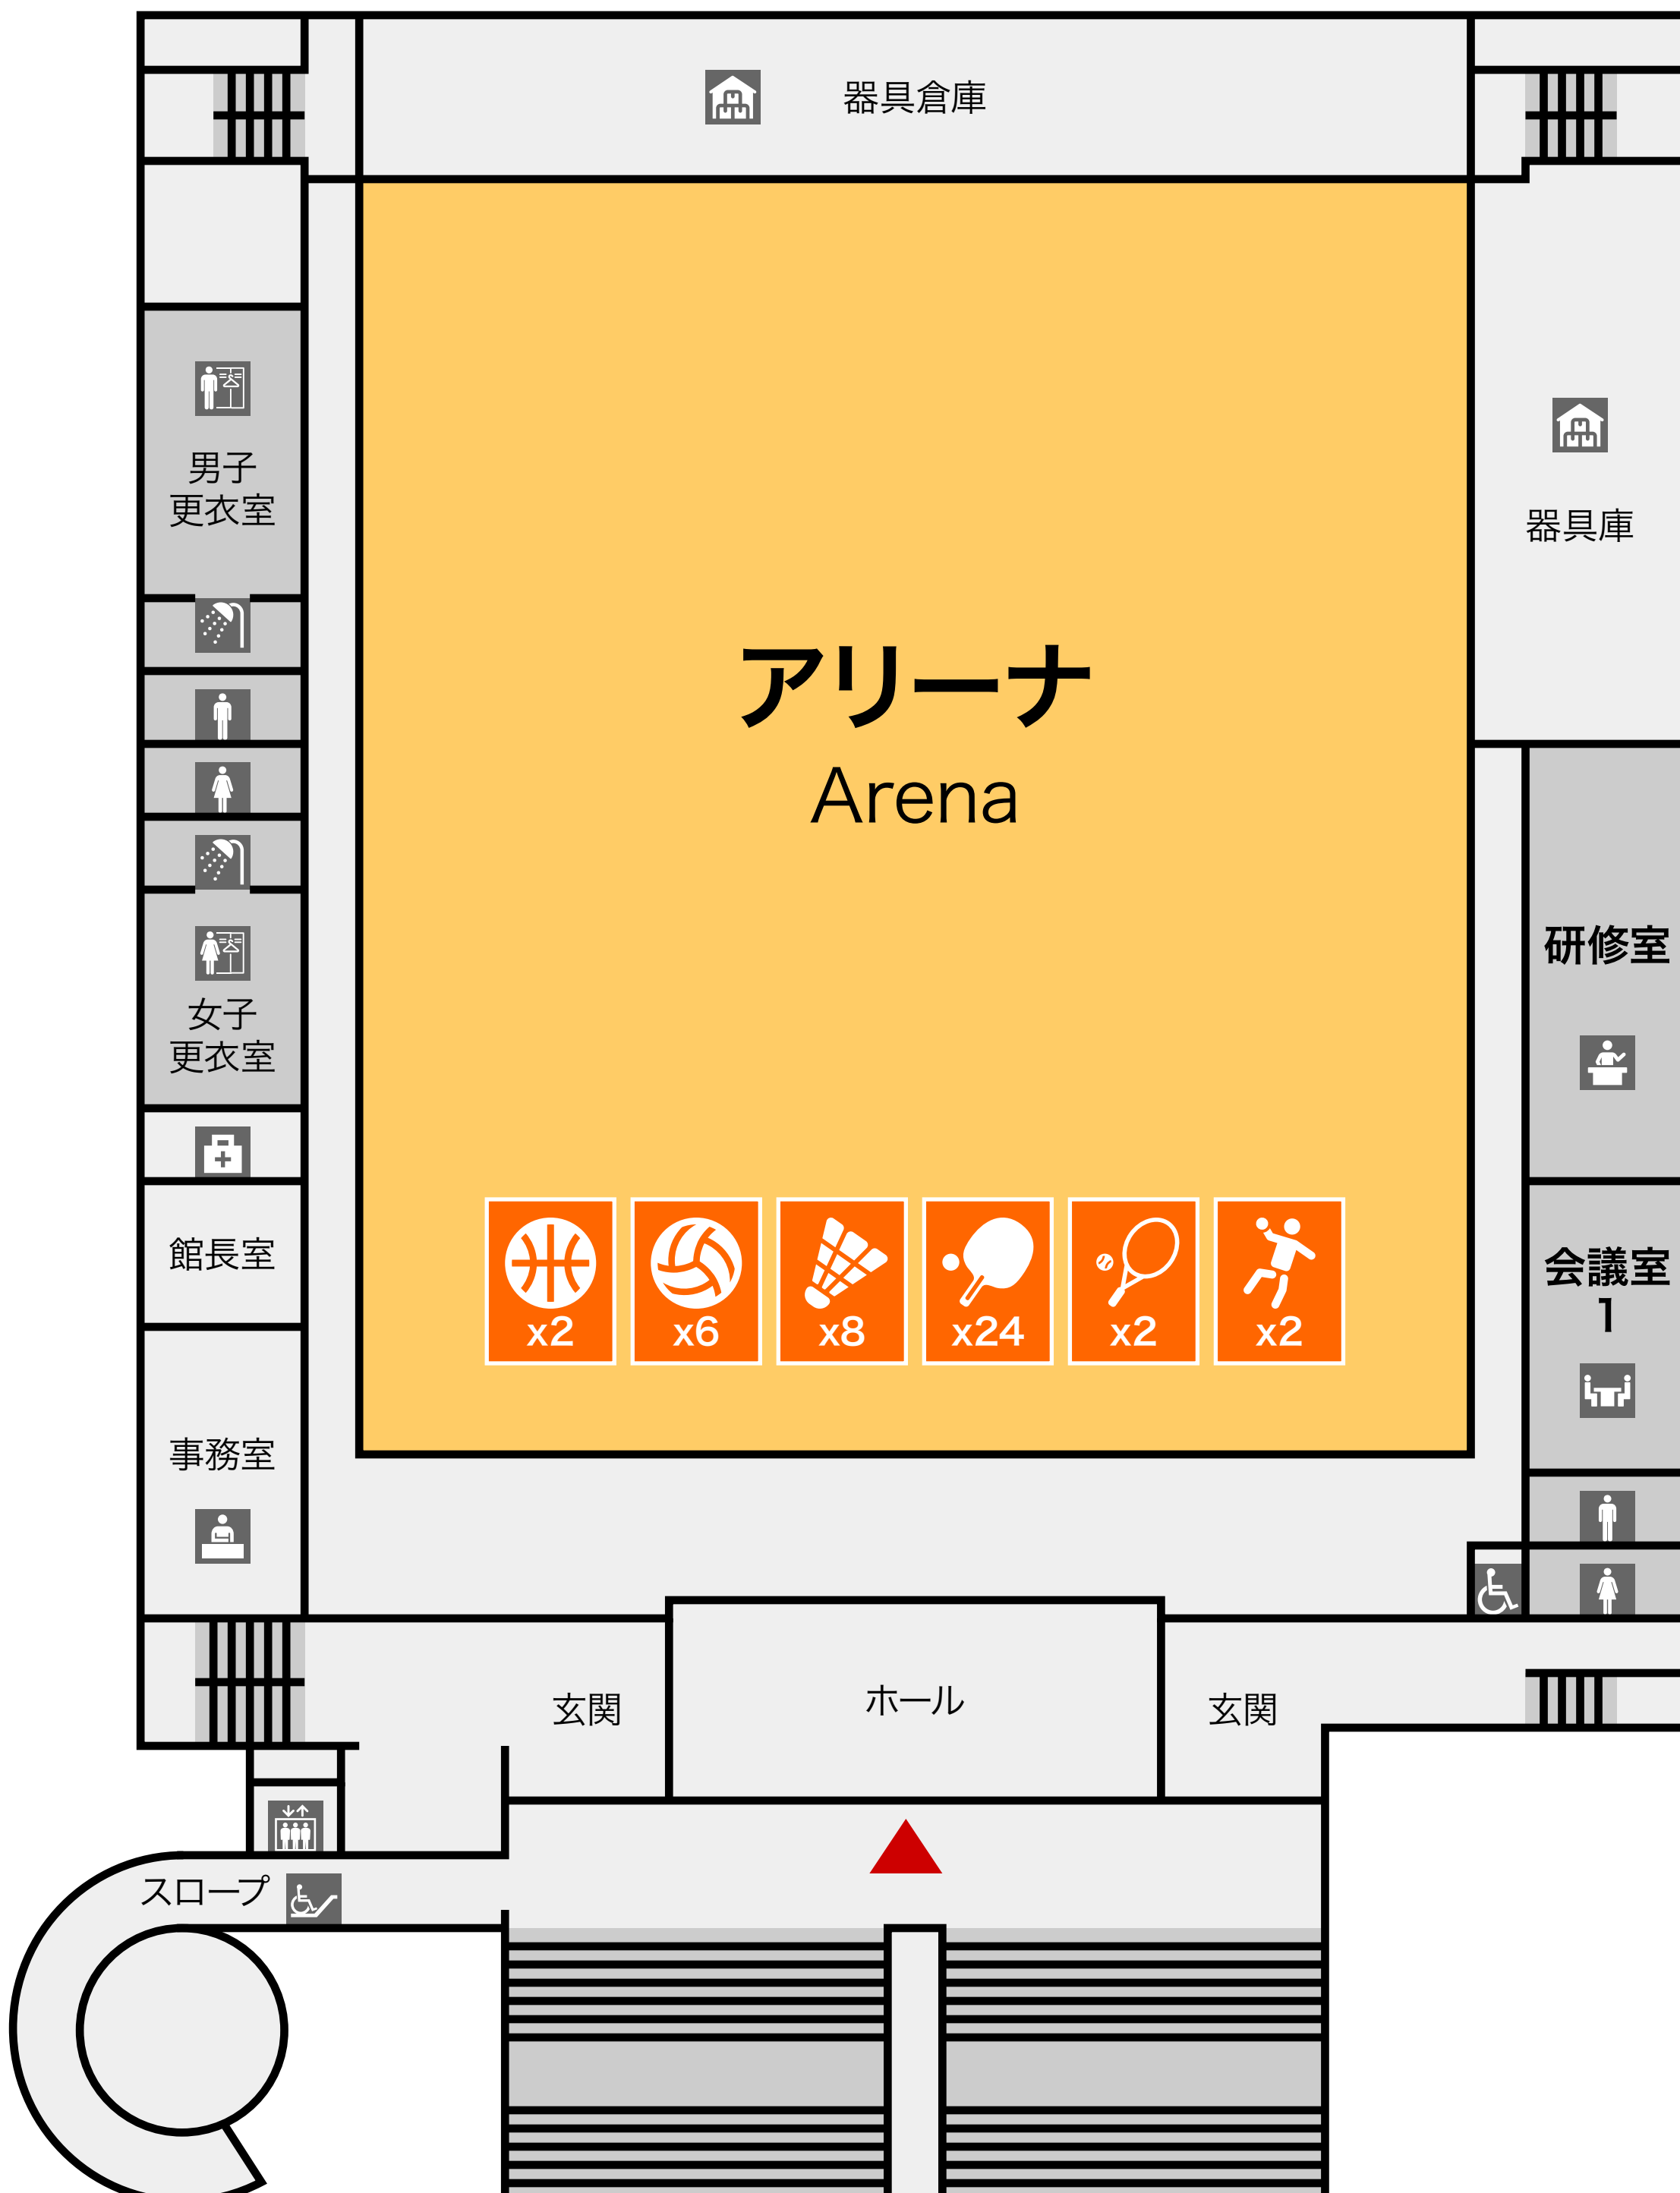 器具倉庫
男子
更衣室
器具庫
アリーナ
Arena
研修室
女子
更衣室
館長室
会議室
1
x2
x6
x8
x24
x2
x2
事務室
玄関
ホール
玄関
スロープ